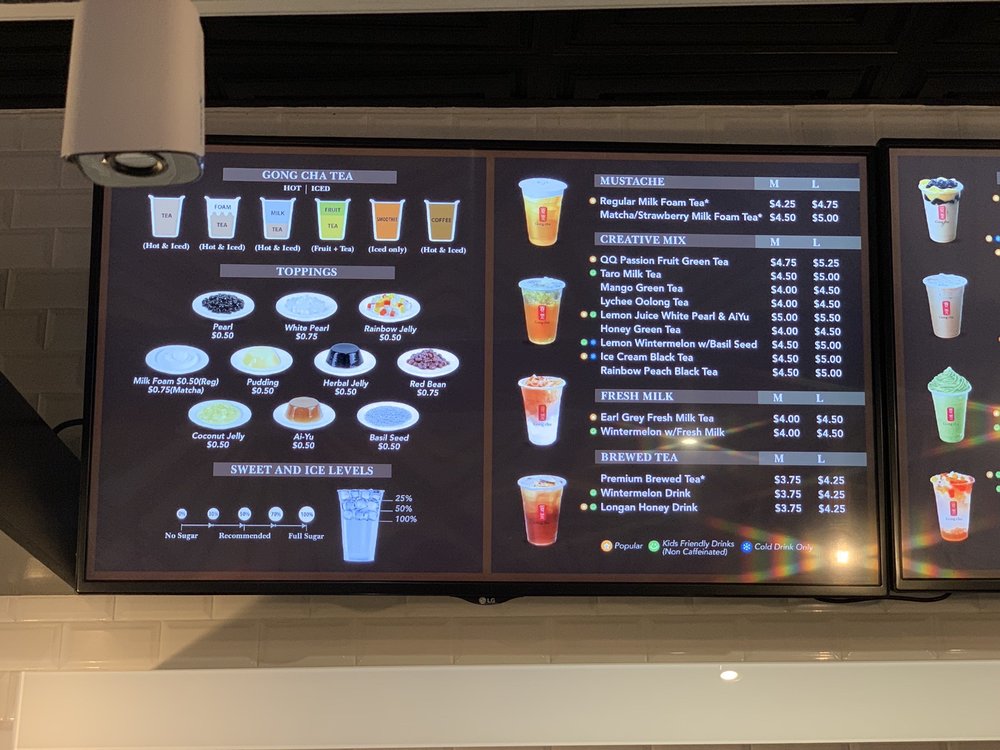 GONG CHA TEA
HOT | ICED
TEA
FOAM
TEA
MILK
TEA
FRUIT
TEA
SMOOTHIE
COFFEE
(Hot & Iced) (Hot & Iced) (Hot & Iced) (Fruit + Tea) (Iced only) (Hot & Iced)
TOPPINGS
Pearl
$0.50
White Pearl
$0.75
Rainbow Jelly
$0.50
Milk Foam $0.50(Reg)
$0.75(Matcha)
Pudding
$0.50
Herbal Jelly
$0.50
Red Bean
$0.75
Coconut Jelly
$0.50
Ai-Yu
$0.50
Basil Seed
$0.50
SWEET AND ICE LEVELS
0% 30% 50% 70% 100%
No Sugar Recommended Full Sugar
25%
50%
100%
MUSTACHE M L
Regular Milk Foam Tea* $4.25 $4.75
Matcha/Strawberry Milk Foam Tea* $4.50 $5.00
CREATIVE MIX M L
QQ Passion Fruit Green Tea $4.75 $5.25
Taro Milk Tea $4.50 $5.00
Mango Green Tea $4.00 $4.50
Lychee Oolong Tea $4.00 $4.50
Lemon Juice White Pearl & AiYu $5.00 $5.50
Honey Green Tea $4.00 $4.50
Lemon Wintermelon w/Basil Seed $4.50 $5.00
Ice Cream Black Tea $4.50 $5.00
Rainbow Peach Black Tea $4.50 $5.00
FRESH MILK M L
Earl Grey Fresh Milk Tea $4.00 $4.50
Wintermelon w/Fresh Milk $4.00 $4.50
BREWED TEA M L
Premium Brewed Tea* $3.75 $4.25
Wintermelon Drink $3.75 $4.25
Longan Honey Drink $3.75 $4.25
Popular
Kids Friendly Drinks
(Non Caffeinated)
Cold Drink Only
LG